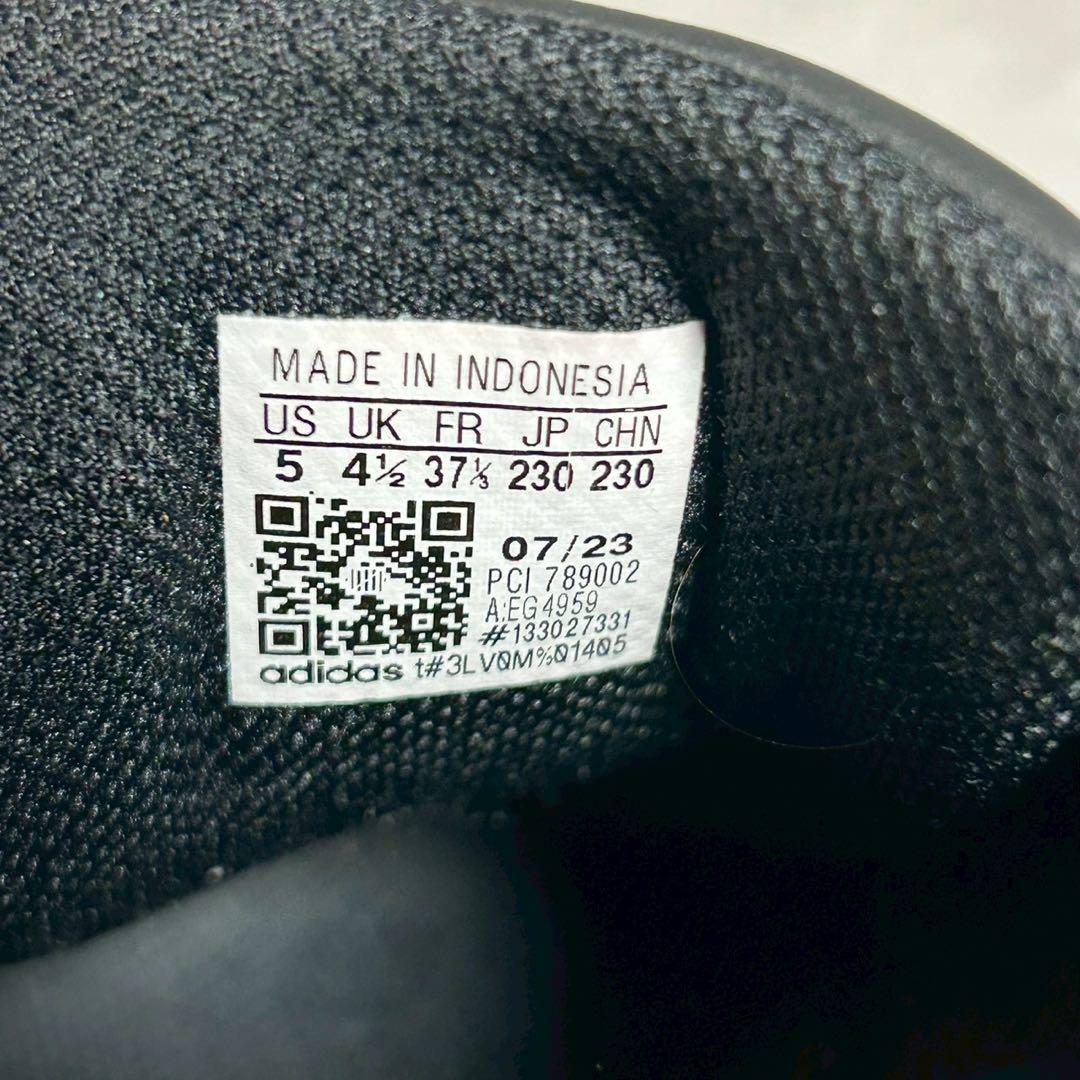 MADE IN INDONESIA
US UK FR JP CHN
5 4½ 37⅓ 230 230
07/23
PCI 789002
A:EG4959
#133027331
adidas t#3LV0M%01405